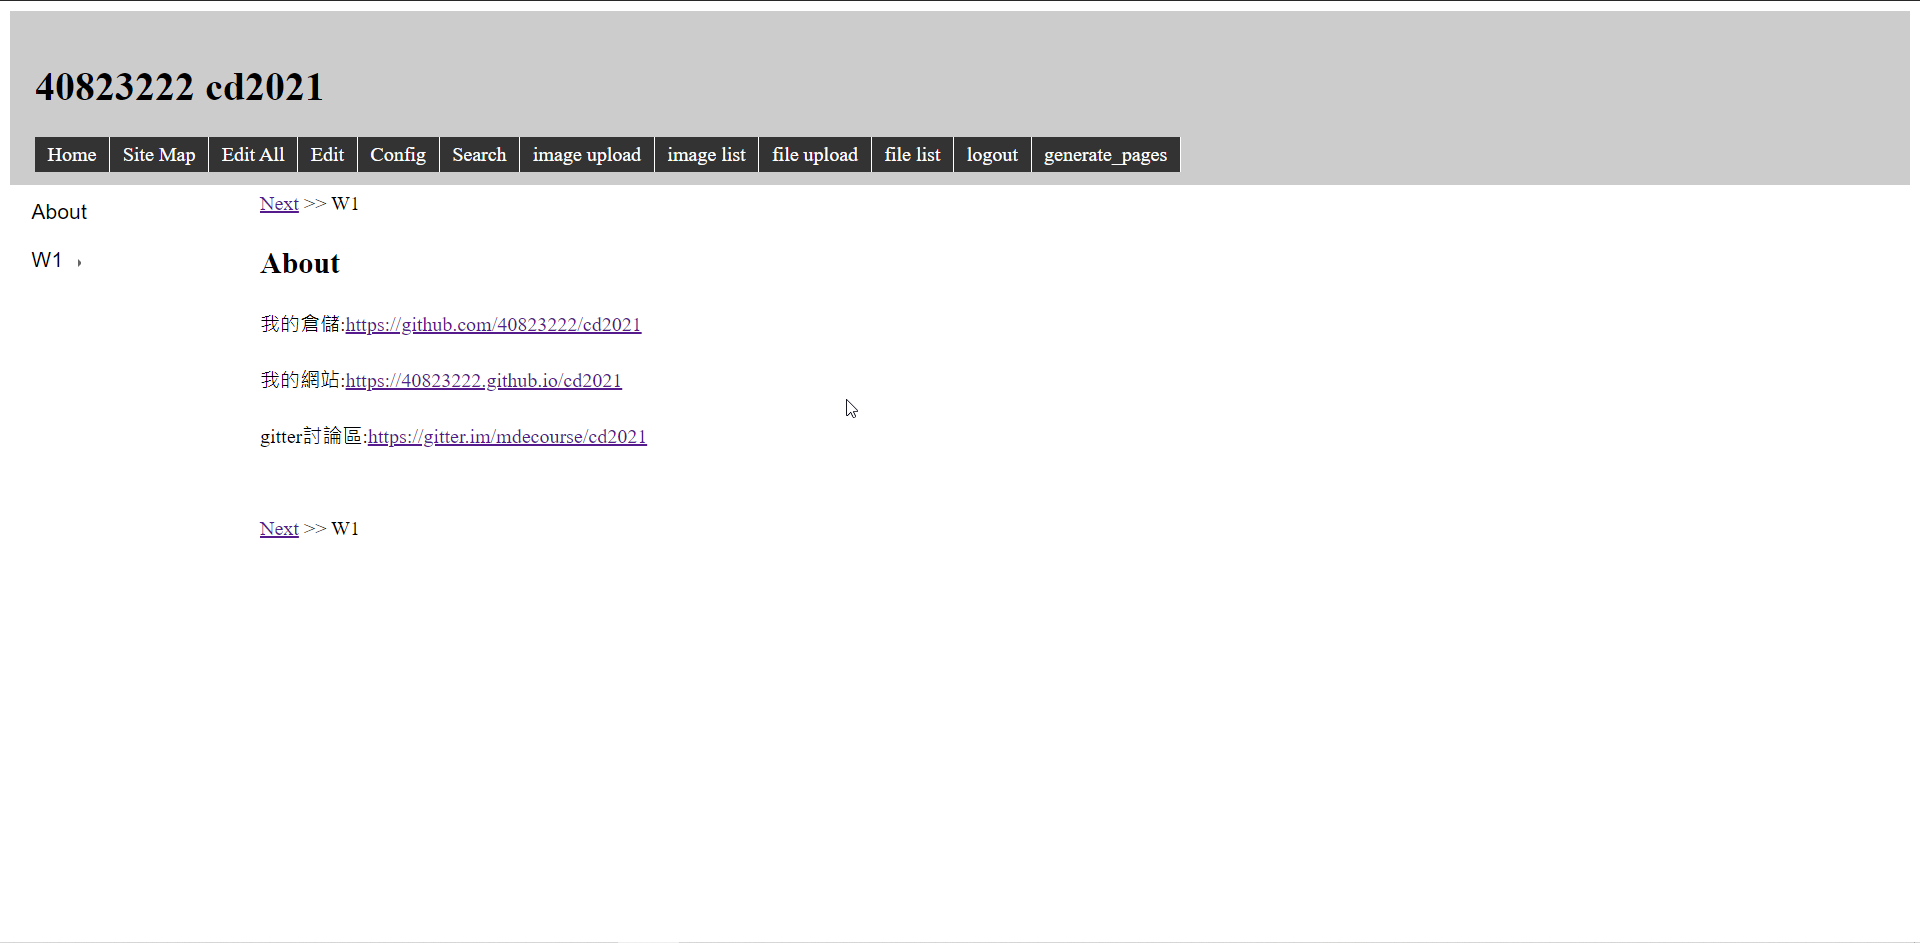 40823222 cd2021
Home Site Map Edit All Edit Config Search image upload image list file upload file list logout generate_pages
About
W1
Next >> W1
About
我的倉儲:https://github.com/40823222/cd2021
我的網站:https://40823222.github.io/cd2021
gitter討論區:https://gitter.im/mdecourse/cd2021
Next >> W1